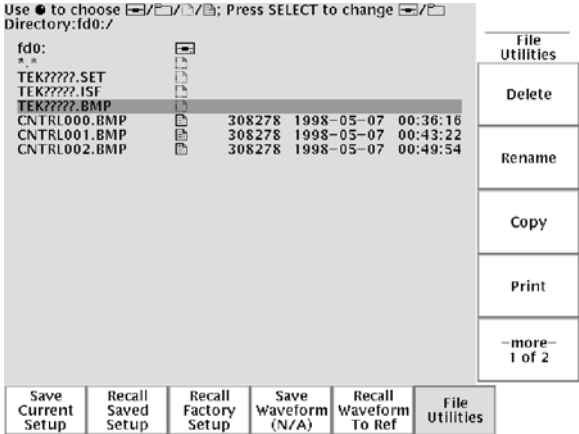 Use to choose / / / ; Press SELECT to change /
Directory:fd0:/
fd0:
*.*
TEK?????.SET
TEK?????.ISF
TEK?????.BMP
CNTRL000.BMP 308278 1998-05-07 00:36:16
CNTRL001.BMP 308278 1998-05-07 00:43:22
CNTRL002.BMP 308278 1998-05-07 00:49:54
File
Utilities
Delete
Rename
Copy
Print
-more-
1 of 2
Save
Current
Setup
Recall
Saved
Setup
Recall
Factory
Setup
Save
Waveform
(N/A)
Recall
Waveform
To Ref
File
Utilities